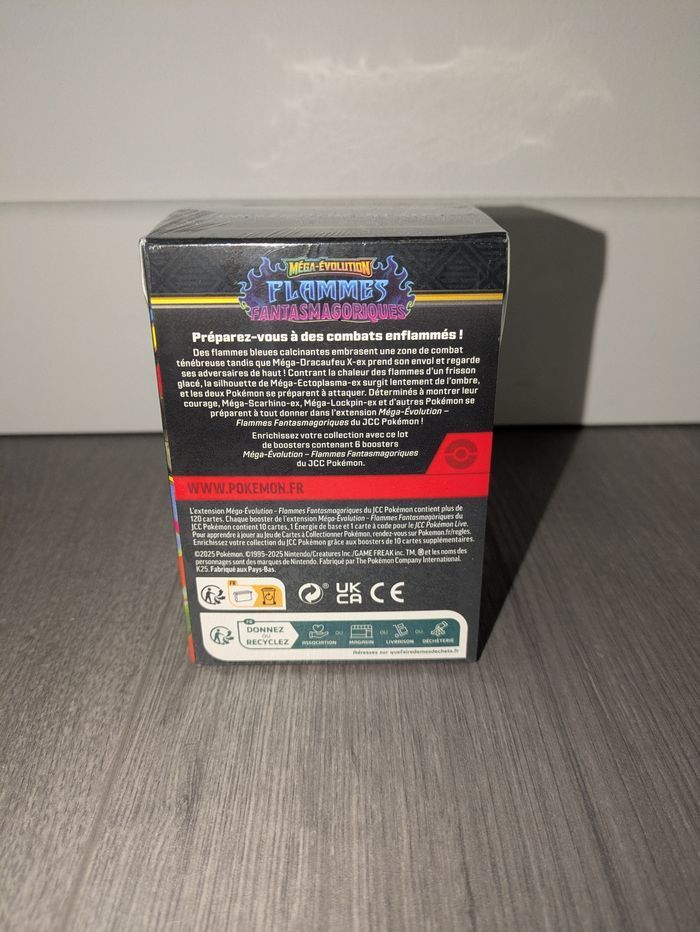 MÉGA-ÉVOLUTION
FLAMMES
FANTASMAGORIQUES
Préparez-vous à des combats enflammés !
Des flammes bleues calcinantes embrasent une zone de combat
ténébreuse tandis que Méga-Dracaufeu X-ex prend son envol et regarde
ses adversaires de haut ! Contrant la chaleur des flammes d'un frisson
glacé, la silhouette de Méga-Ectoplasma-ex surgit lentement de l'ombre,
et les deux Pokémon se préparent à attaquer. Déterminés à montrer leur
courage, Méga-Scarhino-ex, Méga-Lockpin-ex et d'autres Pokémon se
préparent à tout donner dans l'extension Méga-Évolution –
Flammes Fantasmagoriques du JCC Pokémon !
Enrichissez votre collection avec ce lot
de boosters contenant 6 boosters
Méga-Évolution – Flammes Fantasmagoriques
du JCC Pokémon.
WWW.POKEMON.FR
L'extension Méga-Évolution - Flammes Fantasmagoriques du JCC Pokémon contient plus de
120 cartes. Chaque booster de l'extension Méga-Évolution - Flammes Fantasmagoriques du
JCC Pokémon contient 10 cartes, 1 Énergie de base et 1 carte à code pour le JCC Pokémon Live.
Pour apprendre à jouer au Jeu de Cartes à Collectionner Pokémon, rendez-vous sur Pokemon.fr/regles.
Enrichissez votre collection du JCC Pokémon grâce aux boosters de 10 cartes supplémentaires.
©2025 Pokémon. ©1995-2025 Nintendo/Creatures Inc./GAME FREAK inc. TM, ® et les noms des
personnages sont des marques de Nintendo. Fabriqué par The Pokémon Company International.
K25. Fabriqué aux Pays-Bas.
FR
® UK
CA CE
FR
DONNEZ
OU
RECYCLEZ
ASSOCIATION OU MAGASIN OU LIVRAISON OU DÉCHÈTERIE
Adresses sur quefairedemesdechets.fr